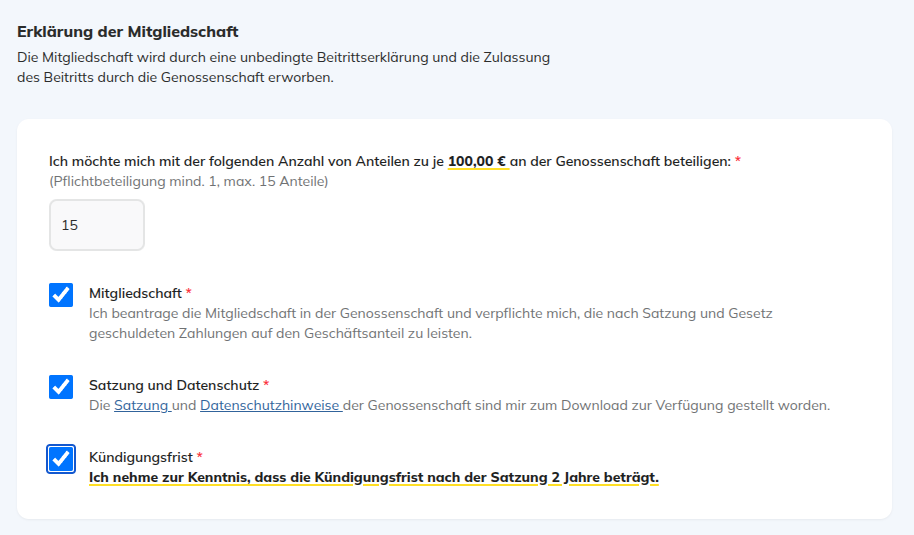 Erklärung der Mitgliedschaft
Die Mitgliedschaft wird durch eine unbedingte Beitrittserklärung und die Zulassung
des Beitritts durch die Genossenschaft erworben.
Ich möchte mich mit der folgenden Anzahl von Anteilen zu je 100,00 € an der Genossenschaft beteiligen: *
(Pflichtbeteiligung mind. 1, max. 15 Anteile)
15
Mitgliedschaft *
Ich beantrage die Mitgliedschaft in der Genossenschaft und verpflichte mich, die nach Satzung und Gesetz
geschuldeten Zahlungen auf den Geschäftsanteil zu leisten.
Satzung und Datenschutz *
Die Satzung und Datenschutzhinweise der Genossenschaft sind mir zum Download zur Verfügung gestellt worden.
Kündigungsfrist *
Ich nehme zur Kenntnis, dass die Kündigungsfrist nach der Satzung 2 Jahre beträgt.